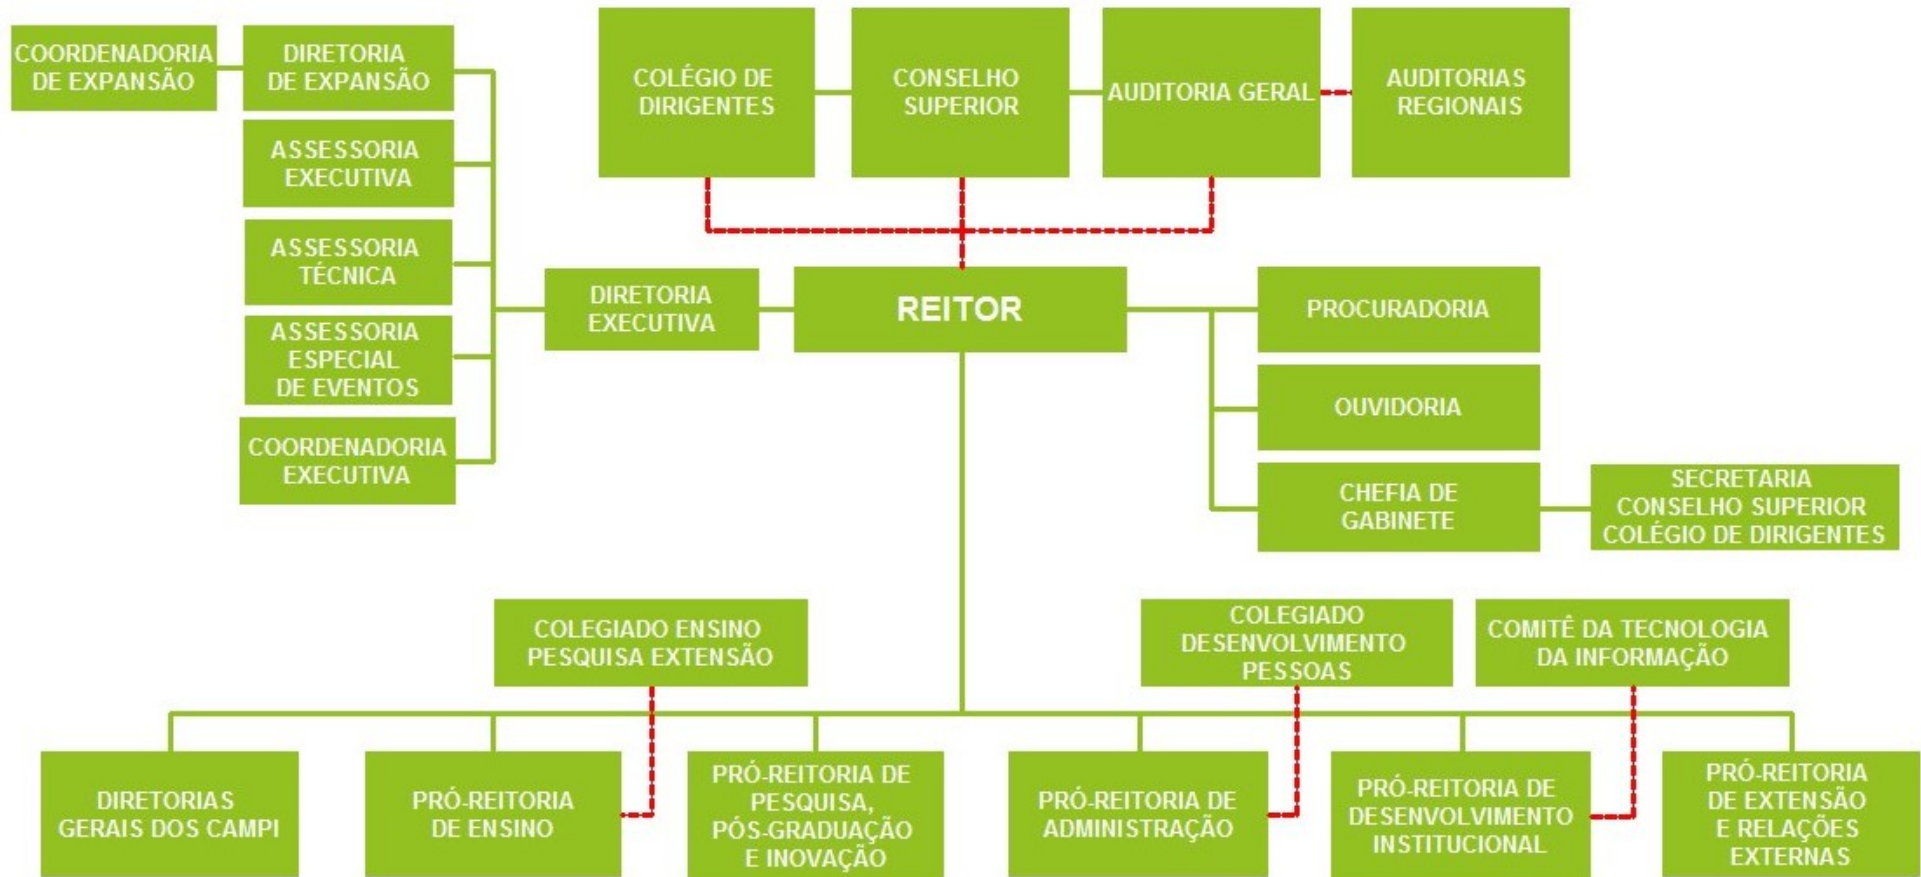 COORDENADORIA
DE EXPANSÃO
DIRETORIA
DE EXPANSÃO
COLÉGIO DE
DIRIGENTES
CONSELHO
SUPERIOR
AUDITORIA GERAL
AUDITORIAS
REGIONAIS
ASSESSORIA
EXECUTIVA
ASSESSORIA
TÉCNICA
ASSESSORIA
ESPECIAL
DE EVENTOS
COORDENADORIA
EXECUTIVA
DIRETORIA
EXECUTIVA
REITOR
PROCURADORIA
OUVIDORIA
CHEFIA DE
GABINETE
SECRETARIA
CONSELHO SUPERIOR
COLÉGIO DE DIRIGENTES
COLEGIADO ENSINO
PESQUISA EXTENSÃO
COLEGIADO
DESENVOLVIMENTO
PESSOAS
COMITÊ DA TECNOLOGIA
DA INFORMAÇÃO
DIRETORIAS
GERAIS DOS CAMPI
PRÓ-REITORIA
DE ENSINO
PRÓ-REITORIA DE
PESQUISA,
PÓS-GRADUAÇÃO
E INOVAÇÃO
PRÓ-REITORIA DE
ADMINISTRAÇÃO
PRÓ-REITORIA DE
DESENVOLVIMENTO
INSTITUCIONAL
PRÓ-REITORIA
DE EXTENSÃO
E RELAÇÕES
EXTERNAS